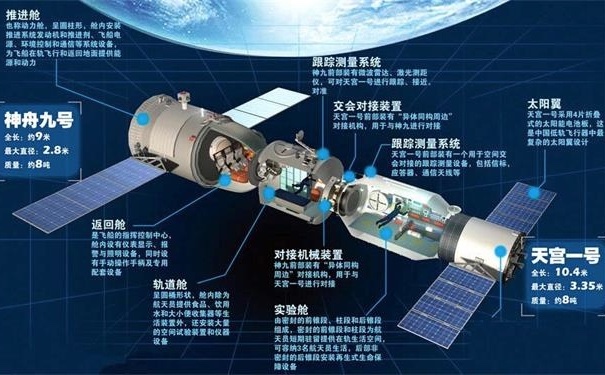 推进舱
也称动力舱，呈圆柱形，舱内安装
推进系统发动机和推进剂、飞船电
源、环境控制和通信等系统设备，
为飞船在轨飞行和返回地面提供能
源和动力
神舟九号
全长：约9米
最大直径：2.8米
质量：约8吨
返回舱
是飞船的指挥控制中心，
舱内设有仪表显示、报
警与照明设备，同时设
有手动操作手柄及专用
配套设备
轨道舱
呈圆桶形状，舱内除为
航天员提供食品、饮用
水和大小便收集器等生
活装置外，还安装大量
的空间试验装置和仪器
设备
跟踪测量系统
神九前部装有微波雷达、激光测距
仪，可对天宫一号进行跟踪、接近、
对准
交会对接装置
天宫一号前部装有“异体同构周边”
对接机构，用于与神九进行对接
跟踪测量系统
天宫一号前部装有一个用于空间交
会对接的跟踪测量设备，包括信标、
应答器、通信天线等
对接机械装置
神九前部装有“异体同构
周边”对接机构，用于与
天宫一号进行对接
实验舱
由密封的前锥段、柱段和后锥段
组成，密封的前锥段和柱段为航
天员短期驻留提供在轨生活空间，
可容纳3名航天员生活，后部非
密封的后锥段安装再生式生命保
障设备
太阳翼
天宫一号采用4片折叠
式的太阳能电池板，这
是中国低轨飞行器中最
复杂的太阳翼设计
天宫一号
全长：10.4米
最大直径：3.35米
质量：约8吨